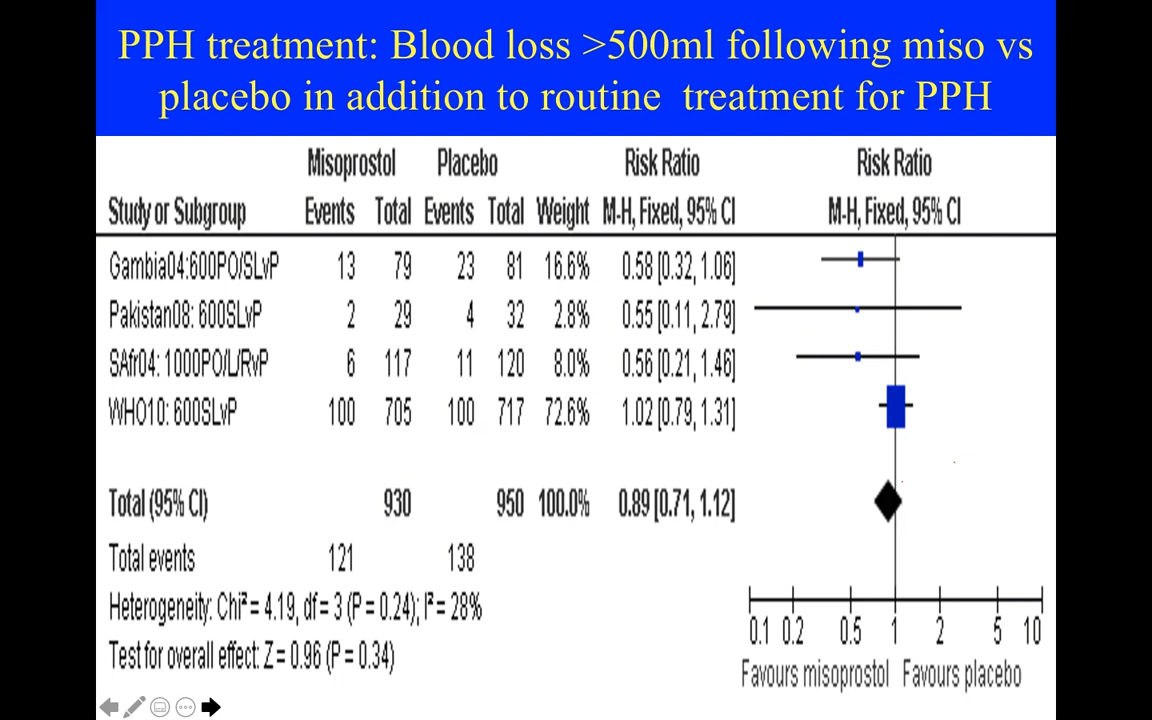 PPH treatment: Blood loss >500ml following miso vs
placebo in addition to routine treatment for PPH
Misoprostol Placebo Risk Ratio Risk Ratio
Study or Subgroup Events Total Events Total Weight M-H, Fixed, 95% CI M-H, Fixed, 95% CI
Gambia04:600PO/SLvP 13 79 23 81 16.6% 0.58 [0.32, 1.06]
Pakistan08: 600SLvP 2 29 4 32 2.8% 0.55 [0.11, 2.79]
SAfr04: 1000PO/L/RvP 6 117 11 120 8.0% 0.56 [0.21, 1.46]
WHO10: 600SLvP 100 705 100 717 72.6% 1.02 [0.79, 1.31]
Total (95% CI) 930 950 100.0% 0.89 [0.71, 1.12]
Total events 121 138
Heterogeneity: Chi² = 4.19, df = 3 (P = 0.24); I² = 28%
Test for overall effect: Z = 0.96 (P = 0.34)
0.1 0.2 0.5 1 2 5 10
Favours misoprostol Favours placebo